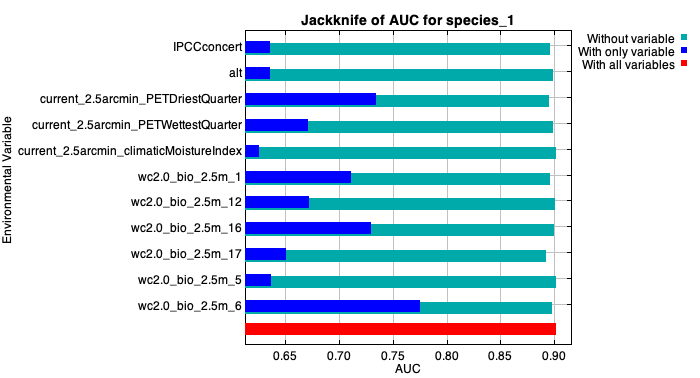 Jackknife of AUC for species_1
Without variable
With only variable
With all variables
Environmental Variable
IPCCconcert
alt
current_2.5arcmin_PETDriestQuarter
current_2.5arcmin_PETWettestQuarter
current_2.5arcmin_climaticMoistureIndex
wc2.0_bio_2.5m_1
wc2.0_bio_2.5m_12
wc2.0_bio_2.5m_16
wc2.0_bio_2.5m_17
wc2.0_bio_2.5m_5
wc2.0_bio_2.5m_6
0.65 0.70 0.75 0.80 0.85 0.90
AUC